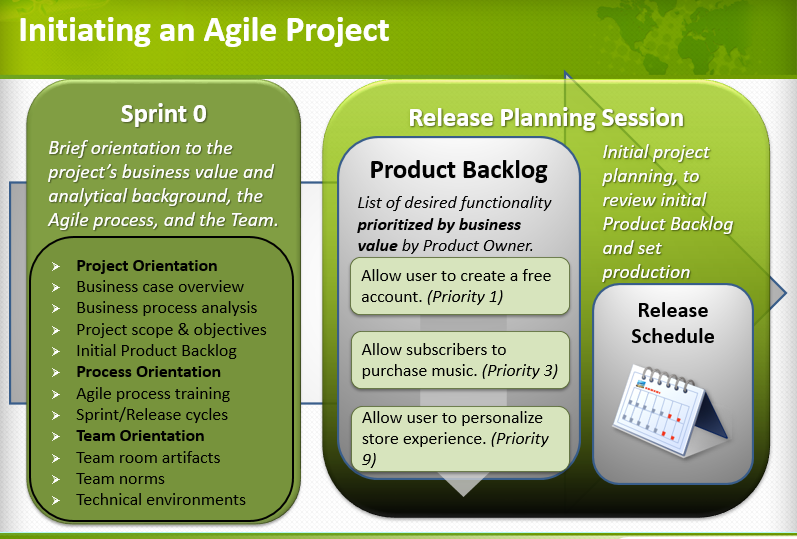 Initiating an Agile Project
Sprint 0
Brief orientation to the
project's business value and
analytical background, the
Agile process, and the Team.
Project Orientation
Business case overview
Business process analysis
Project scope & objectives
Initial Product Backlog
Process Orientation
Agile process training
Sprint/Release cycles
Team Orientation
Team room artifacts
Team norms
Technical environments
Release Planning Session
Product Backlog
List of desired functionality
prioritized by business
value by Product Owner.
Allow user to create a free
account. (Priority 1)
Allow subscribers to
purchase music. (Priority 3)
Allow user to personalize
store experience. (Priority
9)
Initial project
planning, to
review initial
Product Backlog
and set
production
Release
Schedule